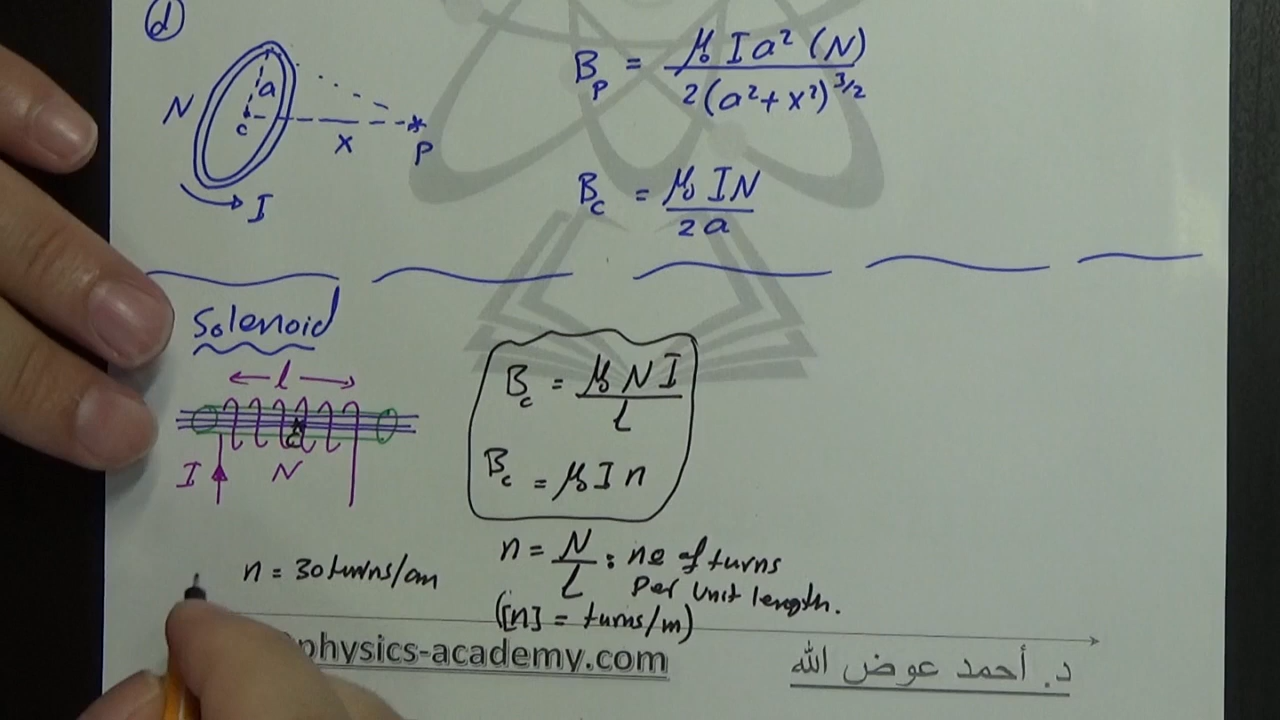 d
N a c x P
I
B_P = μ₀ I a² (N) / 2(a² + x²)^3/2
B_c = μ₀ I N / 2a
Solenoid
← l →
c
I N
B_c = μ₀ N I / L
B_c = μ₀ I n
n = N / L : no of turns
per unit length.
n = 30 turns/cm
([n] = turns/m)
physics-academy.com
د. أحمد عوض الله